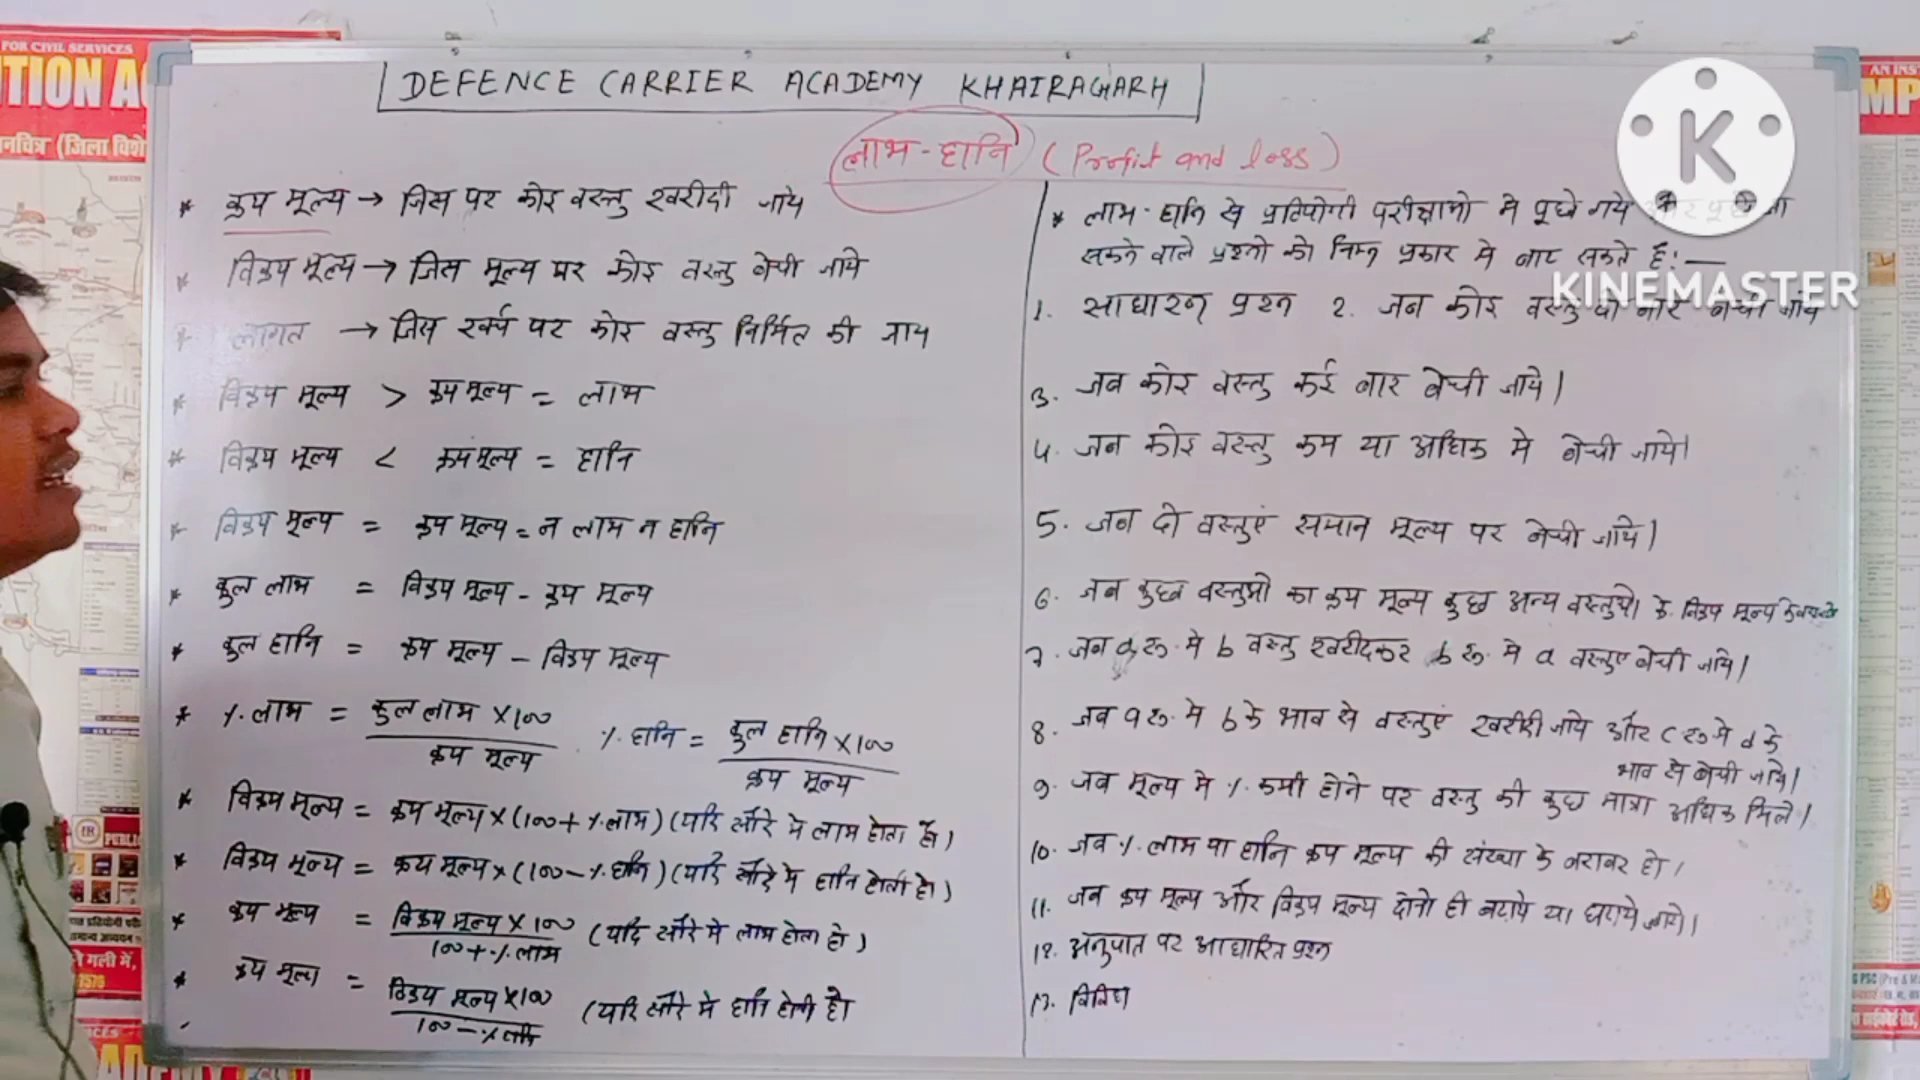 FOR CIVIL SERVICES
DEFENCE CARRIER ACADEMY KHAIRAGARH
लाभ-हानि (Profit and loss)
* क्रय मूल्य → जिस पर कोई वस्तु खरीदी जाये
* विक्रय मूल्य → जिस मूल्य पर कोई वस्तु बेची जाये
* लागत → जिस खर्च पर कोई वस्तु निर्मित की जाय
* विक्रय मूल्य > क्रय मूल्य = लाभ
* विक्रय मूल्य < क्रय मूल्य = हानि
* विक्रय मूल्य = क्रय मूल्य = न लाभ न हानि
* कुल लाभ = विक्रय मूल्य - क्रय मूल्य
* कुल हानि = क्रय मूल्य - विक्रय मूल्य
* %लाभ = कुल लाभ ×100 / क्रय मूल्य . % हानि = कुल हानि ×100 / क्रय मूल्य
* विक्रय मूल्य = क्रय मूल्य × (100 + %लाभ) (यदि सौदे मे लाभ होता हो)
* विक्रय मूल्य = क्रय मूल्य × (100 - %हानि) (यदि सौदे मे हानि होती हो)
* क्रय मूल्य = विक्रय मूल्य × 100 / 100 + %लाभ (यदि सौदे मे लाभ होता हो)
* क्रय मूल्य = विक्रय मूल्य ×100 / 100 - % (यदि सौदे मे हानि होती हो
* लाभ-हानि से प्रतियोगी परीक्षाओ मे पूछे गये
सकने वाले प्रश्नो को निम्न प्रकार मे बाट सकते है:—
1. साधारन प्रश्न 2. जब कोई वस्तु दो बार बेची जाये
3. जब कोई वस्तु कई बार बेची जाये।
4. जब कोई वस्तु कम या अधिक मे बेची जाये।
5. जब दो वस्तुएं समान मूल्य पर बेची जाये।
6. जब कुछ वस्तुओ का क्रय मूल्य कुछ अन्य वस्तुयो के विक्रय मूल्य के
7. जब a रू. मे b वस्तु खरीदकर b रू. मे a वस्तुए बेची जाये।
8. जब a रू. मे b के भाव से वस्तुएं खरीदी जाये और c रू मे d के
भाव से बेची जाये।
9. जब मूल्य मे % कमी होने पर वस्तु की कुछ मात्रा अधिक मिले।
10. जब % लाभ या हानि क्रय मूल्य की संख्या के बराबर हो।
11. जब क्रय मूल्य और विक्रय मूल्य दोनो ही बढ़ाये या घटाये जाये।
12. अनुपात पर आधारित प्रश्न
13. विविध
K
KINEMASTER